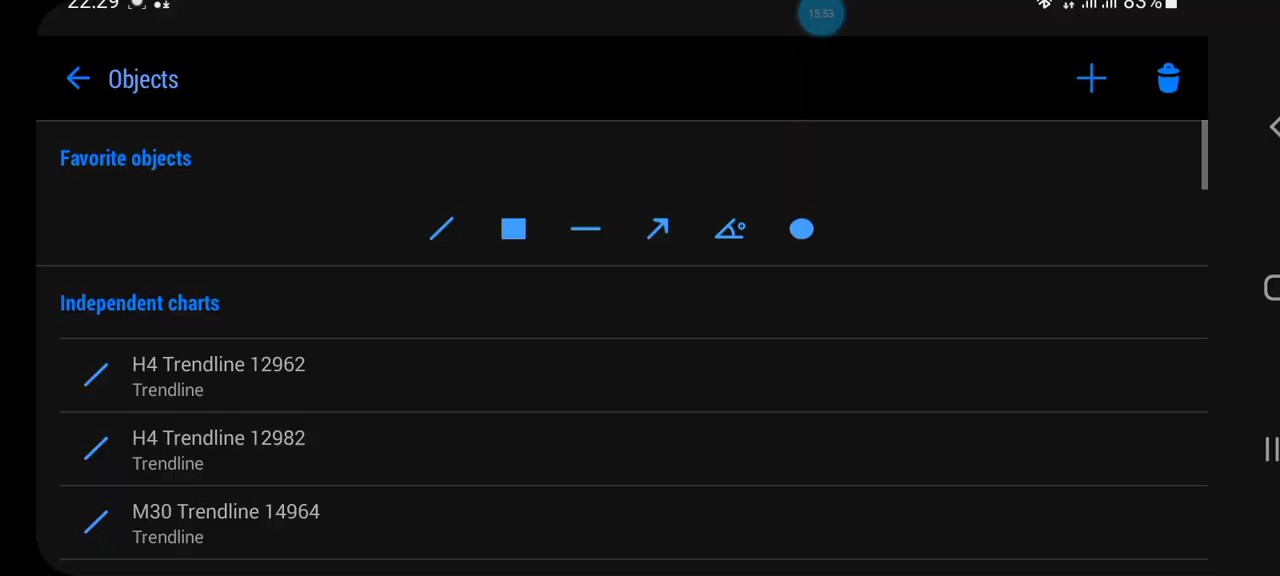 22:29 83%
15:53
Objects
Favorite objects
Independent charts
H4 Trendline 12962
Trendline
H4 Trendline 12982
Trendline
M30 Trendline 14964
Trendline